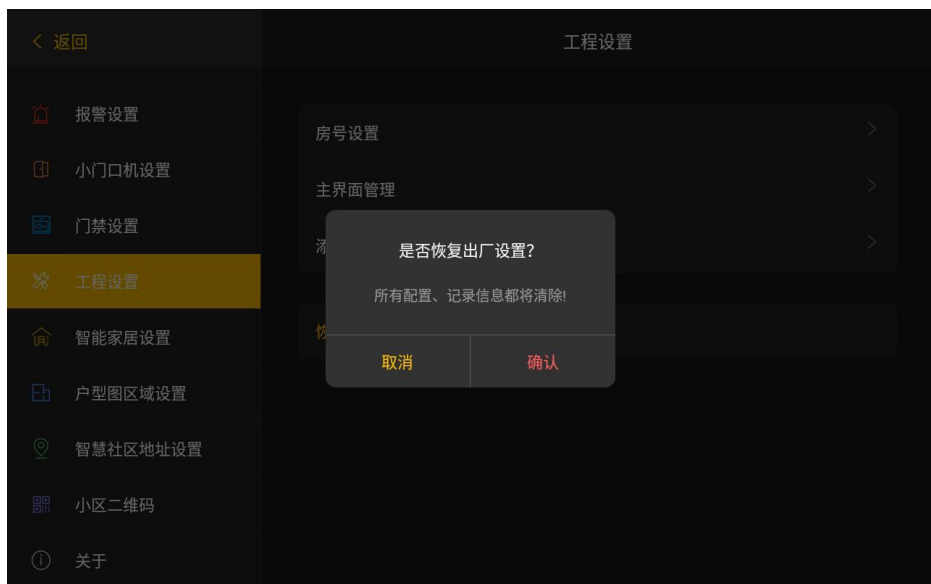 返回
工程设置
报警设置
小门口机设置
门禁设置
工程设置
智能家居设置
户型图区域设置
智慧社区地址设置
小区二维码
关于
房号设置
主界面管理
添
是否恢复出厂设置?
所有配置、记录信息都将清除!
取消
确认